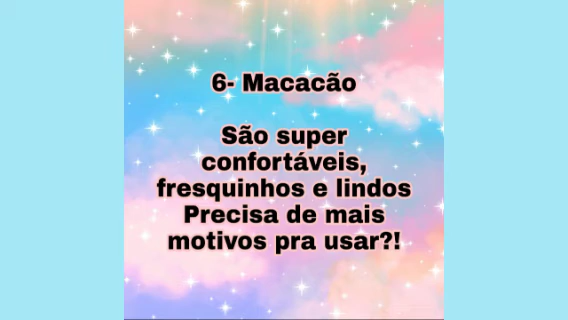 6- Macacão
São super
confortáveis,
fresquinhos e lindos
Precisa de mais
motivos pra usar?!